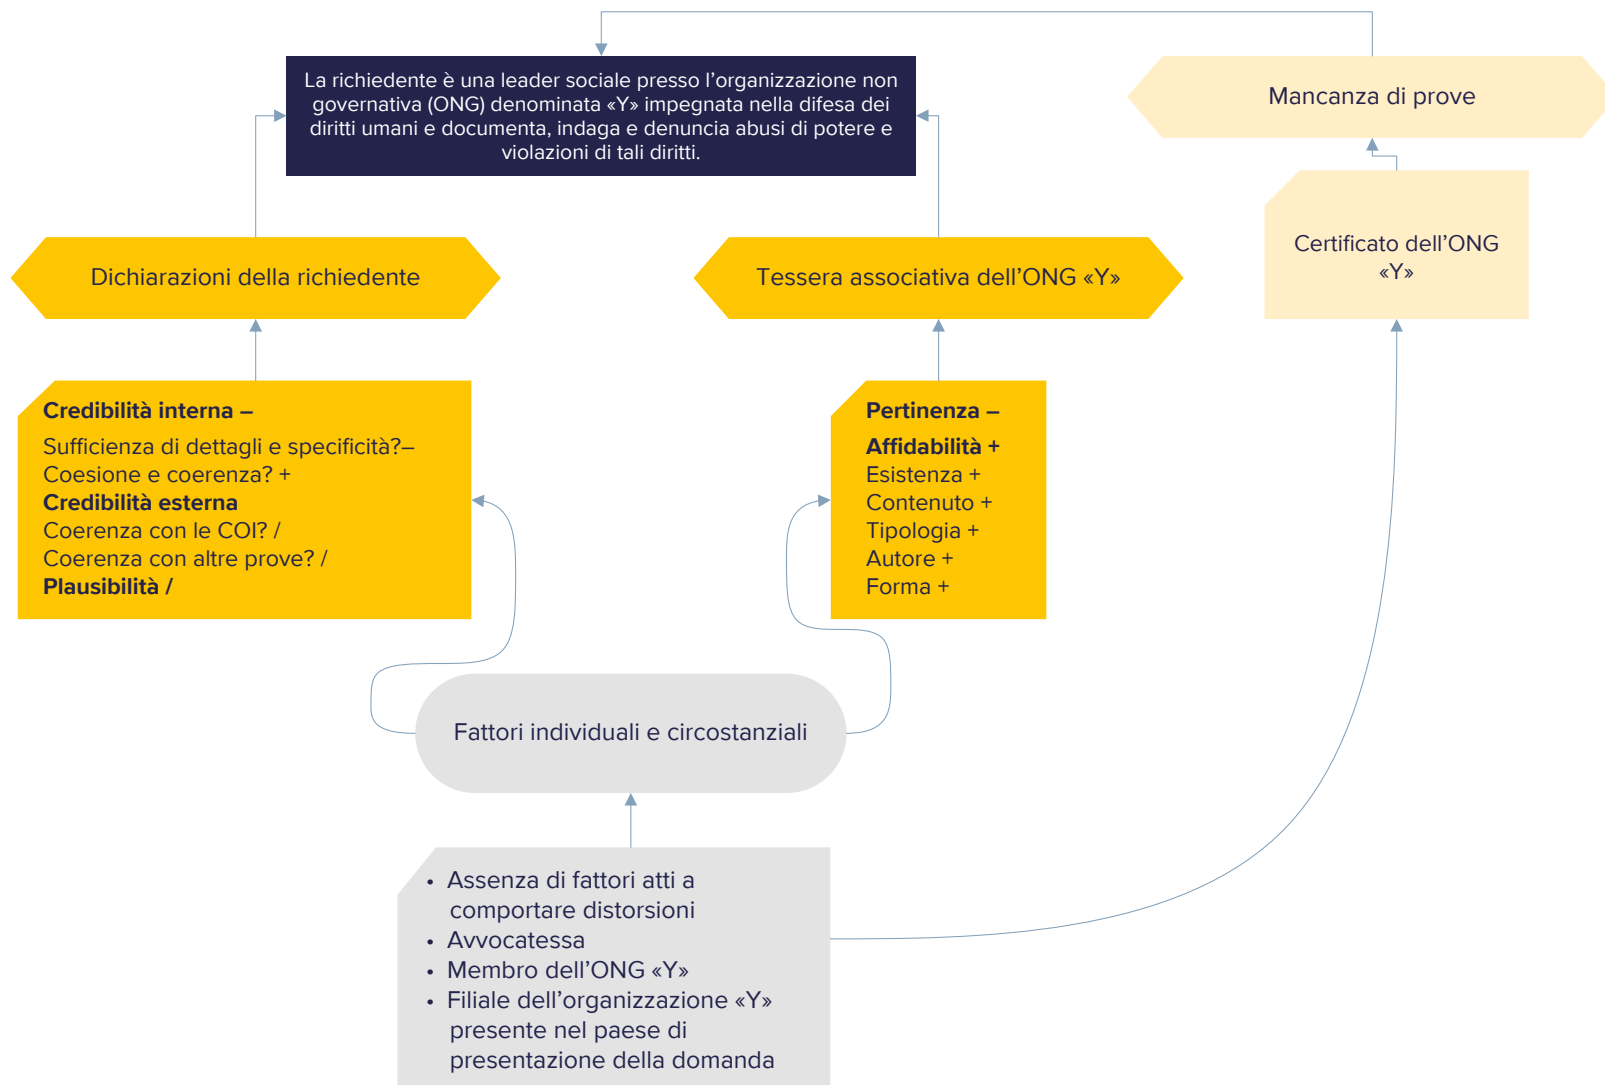 La richiedente è una leader sociale presso l'organizzazione non
governativa (ONG) denominata «Y» impegnata nella difesa dei
diritti umani e documenta, indaga e denuncia abusi di potere e
violazioni di tali diritti.
Mancanza di prove
Certificato dell'ONG
«Y»
Dichiarazioni della richiedente
Tessera associativa dell'ONG «Y»
Credibilità interna –
Sufficienza di dettagli e specificità?–
Coesione e coerenza? +
Credibilità esterna
Coerenza con le COI? /
Coerenza con altre prove? /
Plausibilità /
Pertinenza –
Affidabilità +
Esistenza +
Contenuto +
Tipologia +
Autore +
Forma +
Fattori individuali e circostanziali
• Assenza di fattori atti a
comportare distorsioni
• Avvocatessa
• Membro dell'ONG «Y»
• Filiale dell'organizzazione «Y»
presente nel paese di
presentazione della domanda